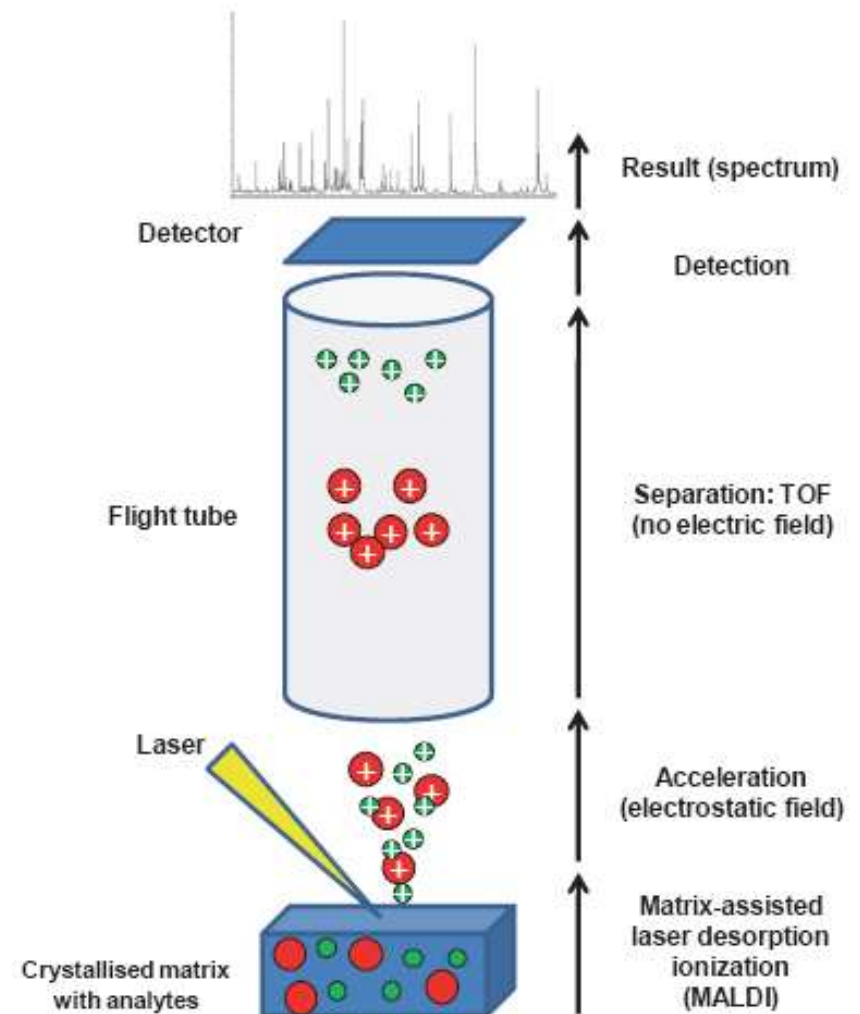 Result (spectrum)
Detector
Detection
Flight tube
Separation: TOF
(no electric field)
Laser
Acceleration
(electrostatic field)
Matrix-assisted
laser desorption
ionization
(MALDI)
Crystallised matrix
with analytes